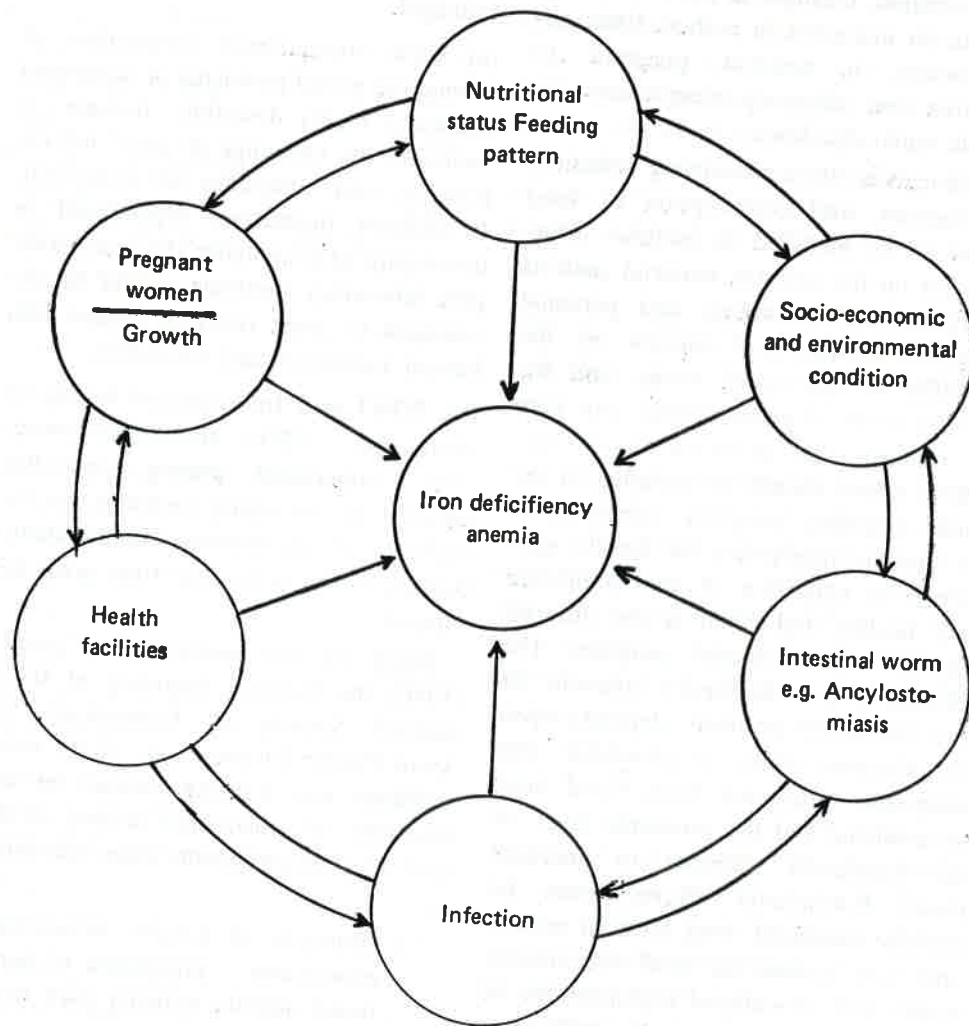 Nutritional
status Feeding
pattern
Pregnant
women
Growth
Socio-economic
and environmental
condition
Iron deficifiency
anemia
Health
facilities
Intestinal worm
e.g. Ancylosto-
miasis
Infection